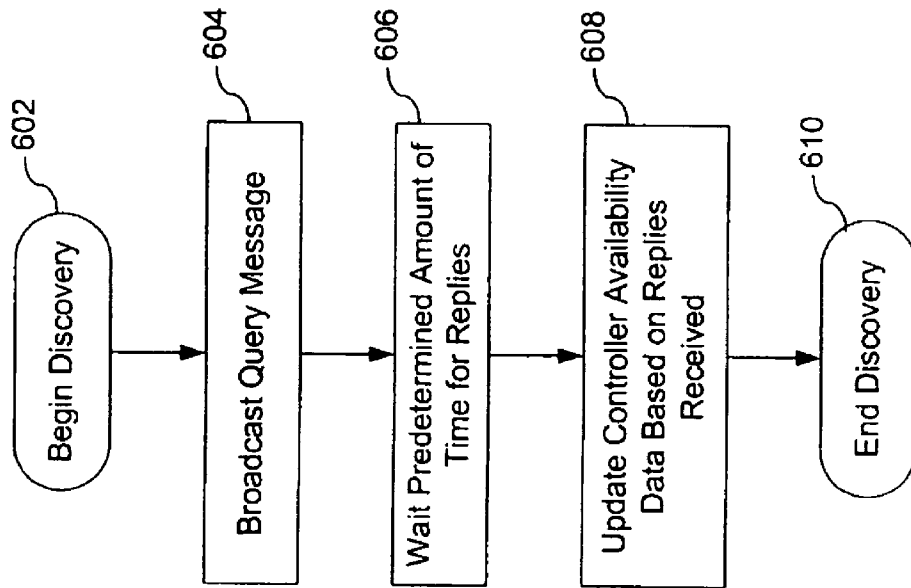 602
Begin Discovery
604
Broadcast Query Message
606
Wait Predetermined Amount of
Time for Replies
608
Update Controller Availability
Data Based on Replies
Received
610
End Discovery